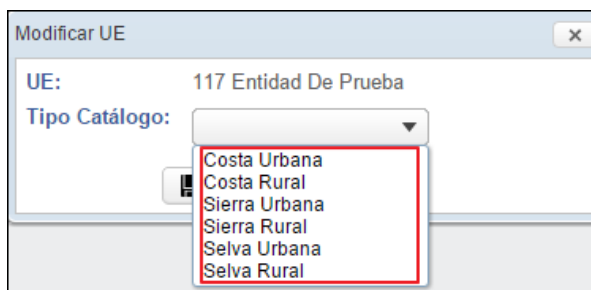 Modificar UE
UE: 117 Entidad De Prueba
Tipo Catálogo:
Costa Urbana
Costa Rural
Sierra Urbana
Sierra Rural
Selva Urbana
Selva Rural